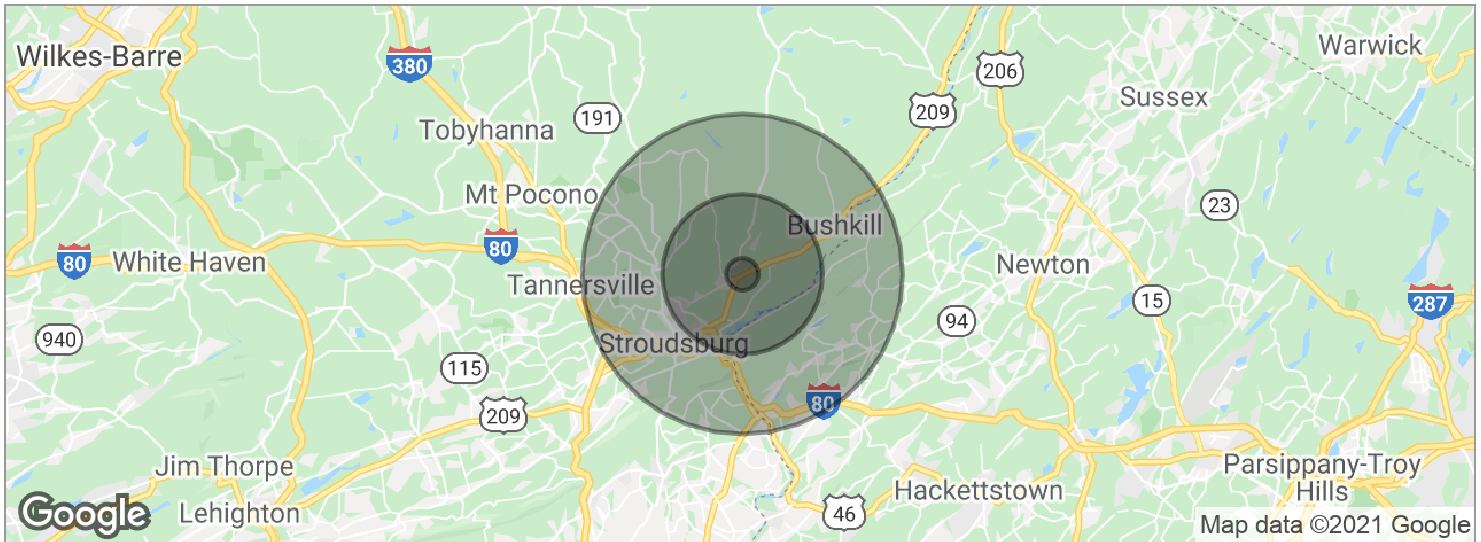 Wilkes-Barre
380
206
Warwick
Sussex
209
191
Tobyhanna
Mt Pocono
23
Bushkill
80
80
White Haven
Newton
Tannersville
15
287
94
940
Stroudsburg
115
80
209
Jim Thorpe
Parsippany-Troy
Hills
Hackettstown
Lehighton
46
Google
Map data ©2021 Google